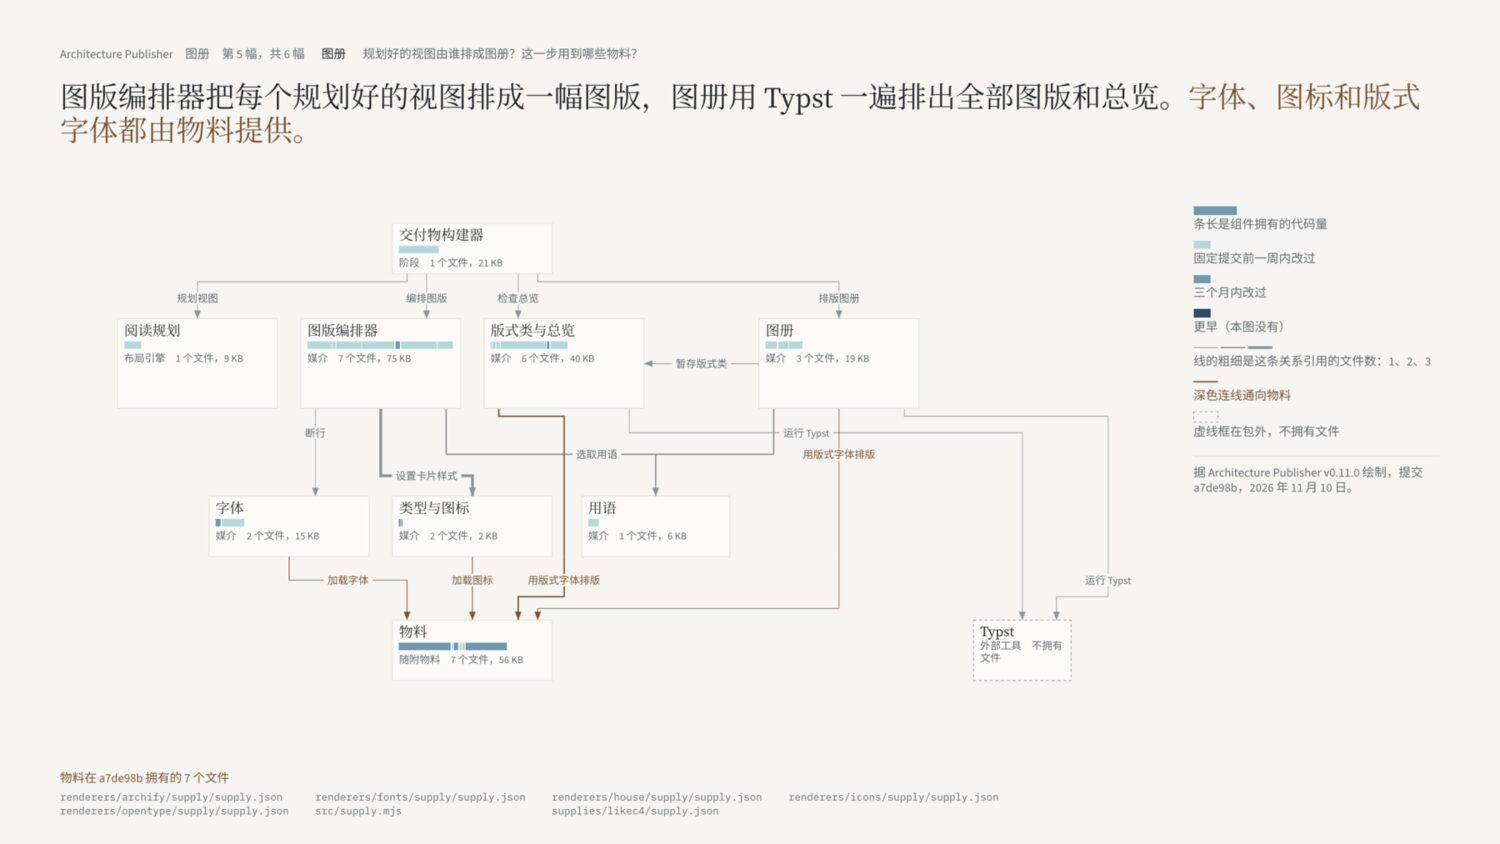 Architecture Publisher 图册 第 5 幅，共 6 幅 图册 规划好的视图由谁排成图册？这一步用到哪些物料？
图版编排器把每个规划好的视图排成一幅图版，图册用 Typst 一遍排出全部图版和总览。字体、图标和版式
字体都由物料提供。
交付物构建器
阶段 1 个文件，21 KB
规划视图
编排图版
检查总览
排版图册
阅读规划
布局引擎 1 个文件，9 KB
图版编排器
媒介 7 个文件，75 KB
版式类与总览
媒介 6 个文件，40 KB
暂存版式类
图册
媒介 3 个文件，19 KB
断行
运行 Typst
选取用语
用版式字体排版
设置卡片样式
字体
媒介 2 个文件，15 KB
类型与图标
媒介 2 个文件，2 KB
用语
媒介 1 个文件，6 KB
加载字体
加载图标
用版式字体排版
运行 Typst
物料
随附物料 7 个文件，56 KB
Typst
外部工具 不拥有
文件
条长是组件拥有的代码量
固定提交前一周内改过
三个月内改过
更早（本图没有）
线的粗细是这条关系引用的文件数：1、2、3
深色连线通向物料
虚线框在包外，不拥有文件
据 Architecture Publisher v0.11.0 绘制，提交
a7de98b，2026 年 11 月 10 日。
物料在 a7de98b 拥有的 7 个文件
renderers/archify/supply/supply.json renderers/fonts/supply/supply.json renderers/house/supply/supply.json renderers/icons/supply/supply.json
renderers/opentype/supply/supply.json src/supply.mjs supplies/likec4/supply.json